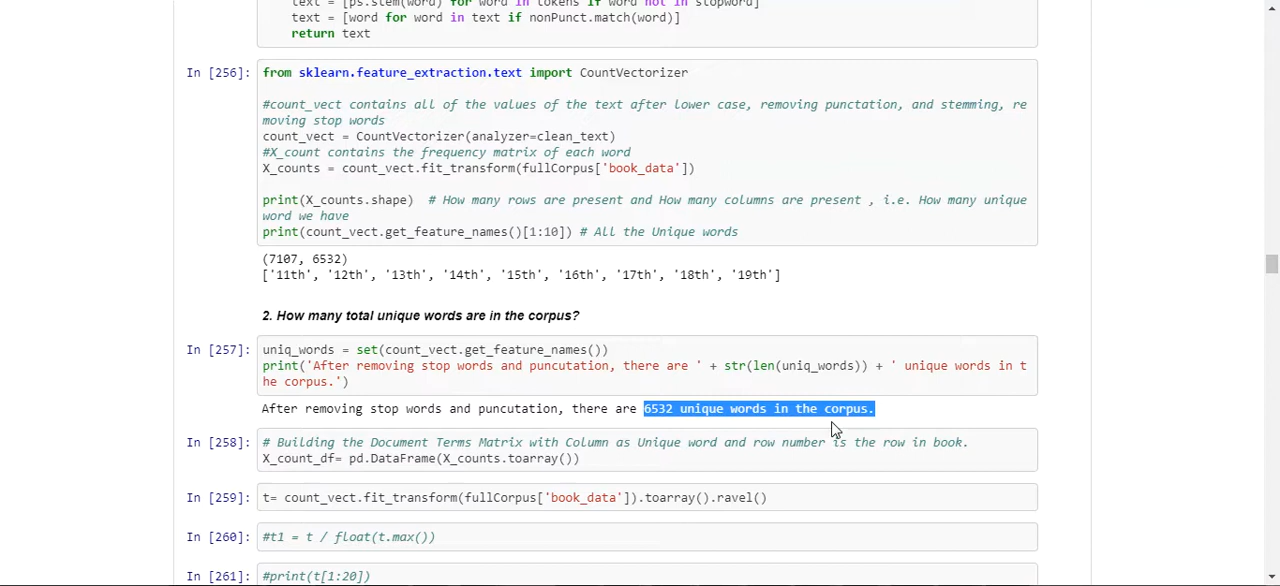 text = [ps.stem(word) for word in tokens if word not in stopword]
text = [word for word in text if nonPunct.match(word)]
return text
In [256]: from sklearn.feature_extraction.text import CountVectorizer
#count_vect contains all of the values of the text after lower case, removing punctation, and stemming, re
moving stop words
count_vect = CountVectorizer(analyzer=clean_text)
#X_count contains the frequency matrix of each word
X_counts = count_vect.fit_transform(fullCorpus['book_data'])
print(X_counts.shape)  # How many rows are present and How many columns are present , i.e. How many unique
word we have
print(count_vect.get_feature_names()[1:10]) # All the Unique words
(7107, 6532)
['11th', '12th', '13th', '14th', '15th', '16th', '17th', '18th', '19th']
2. How many total unique words are in the corpus?
In [257]: uniq_words = set(count_vect.get_feature_names())
print('After removing stop words and puncutation, there are ' + str(len(uniq_words)) + ' unique words in t
he corpus.')
After removing stop words and puncutation, there are 6532 unique words in the corpus.
In [258]: # Building the Document Terms Matrix with Column as Unique word and row number is the row in book.
X_count_df= pd.DataFrame(X_counts.toarray())
In [259]: t= count_vect.fit_transform(fullCorpus['book_data']).toarray().ravel()
In [260]: #t1 = t / float(t.max())
In [261]: #print(t[1:20])